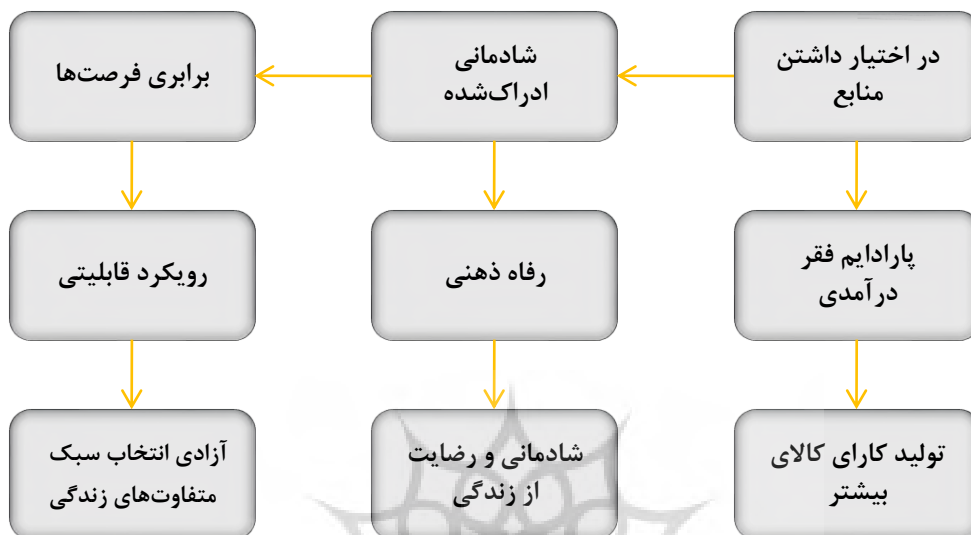 در اختیار داشتن
منابع
شادمانی
ادراک‌شده
برابری فرصت‌ها
پارادایم فقر
درآمدی
رفاه ذهنی
رویکرد قابلیتی
تولید کارای کالای
بیشتر
شادمانی و رضایت
از زندگی
آزادی انتخاب سبک
متفاوت‌های زندگی